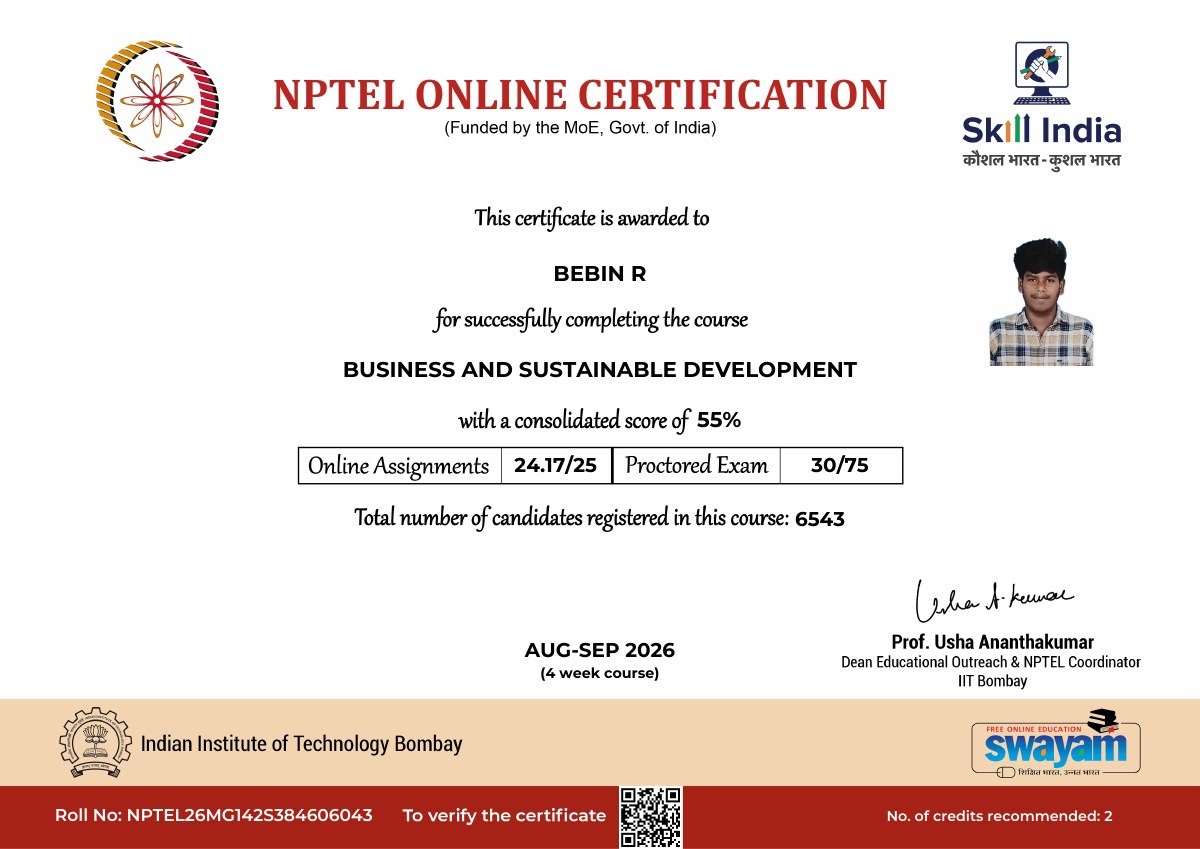 NPTEL ONLINE CERTIFICATION
(Funded by the MoE, Govt. of India)
Skill India
कौशल भारत - कुशल भारत
This certificate is awarded to
BEBIN R
for successfully completing the course
BUSINESS AND SUSTAINABLE DEVELOPMENT
with a consolidated score of 55%
Online Assignments 24.17/25 Proctored Exam 30/75
Total number of candidates registered in this course: 6543
Usha A. Kumar
Prof. Usha Ananthakumar
Dean Educational Outreach & NPTEL Coordinator
IIT Bombay
AUG-SEP 2026
(4 week course)
Indian Institute of Technology Bombay
FREE ONLINE EDUCATION
swayam
शिक्षित भारत, उन्नत भारत
Roll No: NPTEL26MG142S384606043 To verify the certificate
No. of credits recommended: 2